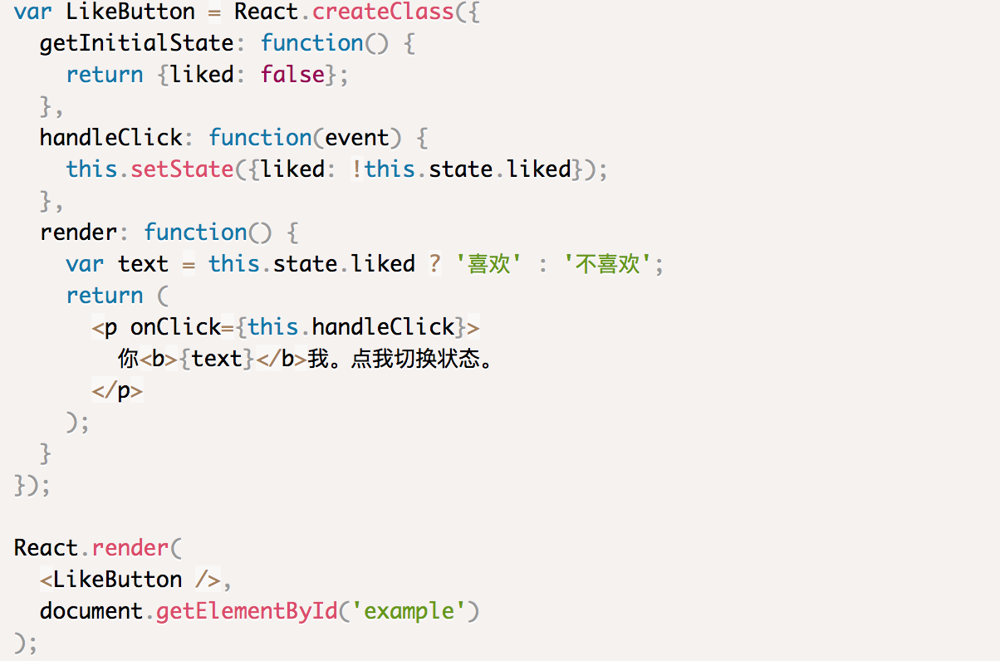 var LikeButton = React.createClass({
  getInitialState: function() {
    return {liked: false};
  },
  handleClick: function(event) {
    this.setState({liked: !this.state.liked});
  },
  render: function() {
    var text = this.state.liked ? '喜欢' : '不喜欢';
    return (
      <p onClick={this.handleClick}>
        你<b>{text}</b>我。点我切换状态。
      </p>
    );
  }
});

React.render(
  <LikeButton />,
  document.getElementById('example')
);